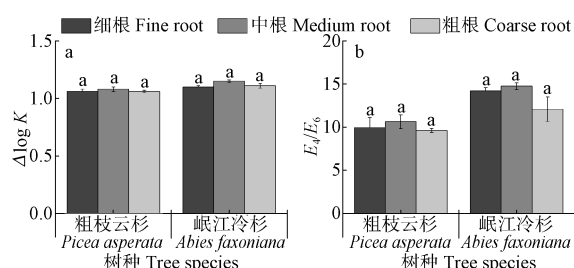 细根 Fine root 中根 Medium root 粗根 Coarse root
a
a a a a a a
1.5
1.0
0.5
0.0
Δlog K
粗枝云杉 岷江冷杉
Picea asperata Abies faxoniana
树种 Tree species
b
a a a a a a
20
15
10
5
0
E4/E6
粗枝云杉 岷江冷杉
Picea asperata Abies faxoniana
树种 Tree species